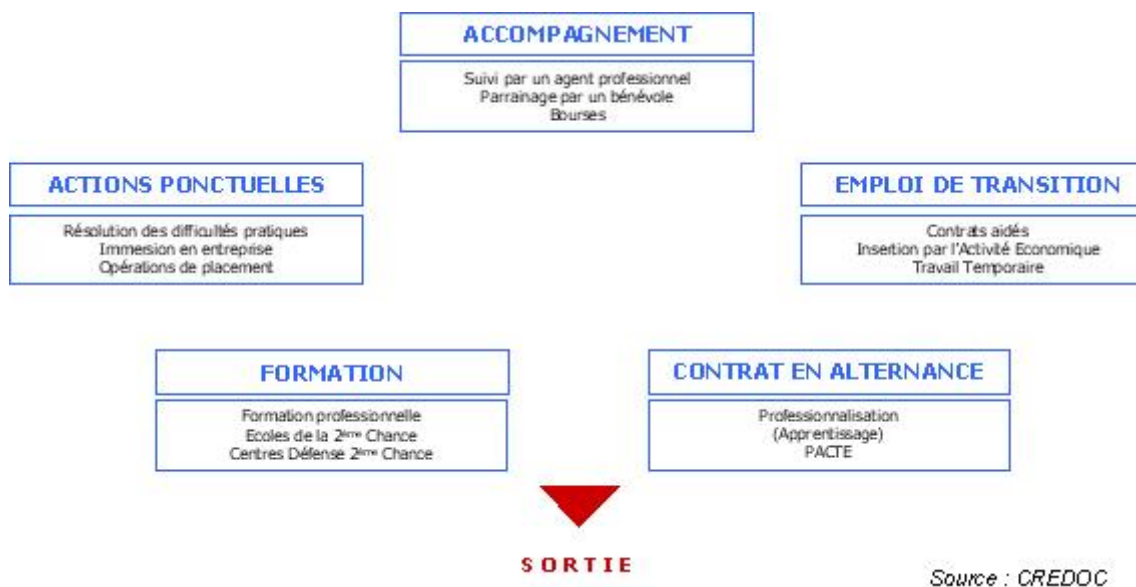 ACCOMPAGNEMENT
Suivi par un agent professionnel
Parrainage par un bénévole
Bourses
ACTIONS PONCTUELLES
Résolution des difficultés pratiques
Immersion en entreprise
Opérations de placement
EMPLOI DE TRANSITION
Contrats aidés
Insertion par l'Activité Economique
Travail Temporaire
FORMATION
Formation professionnelle
Ecoles de la 2ème Chance
Centres Défense 2ème Chance
CONTRAT EN ALTERNANCE
Professionnalisation
(Apprentissage)
PACTE
SORTIE
Source : CREDOC